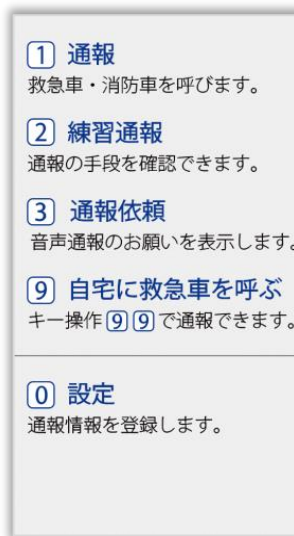 1 通報
救急車・消防車を呼びます。
2 練習通報
通報の手段を確認できます。
3 通報依頼
音声通報のお願いを表示します。
9 自宅に救急車を呼ぶ
キー操作99で通報できます。
0 設定
通報情報を登録します。